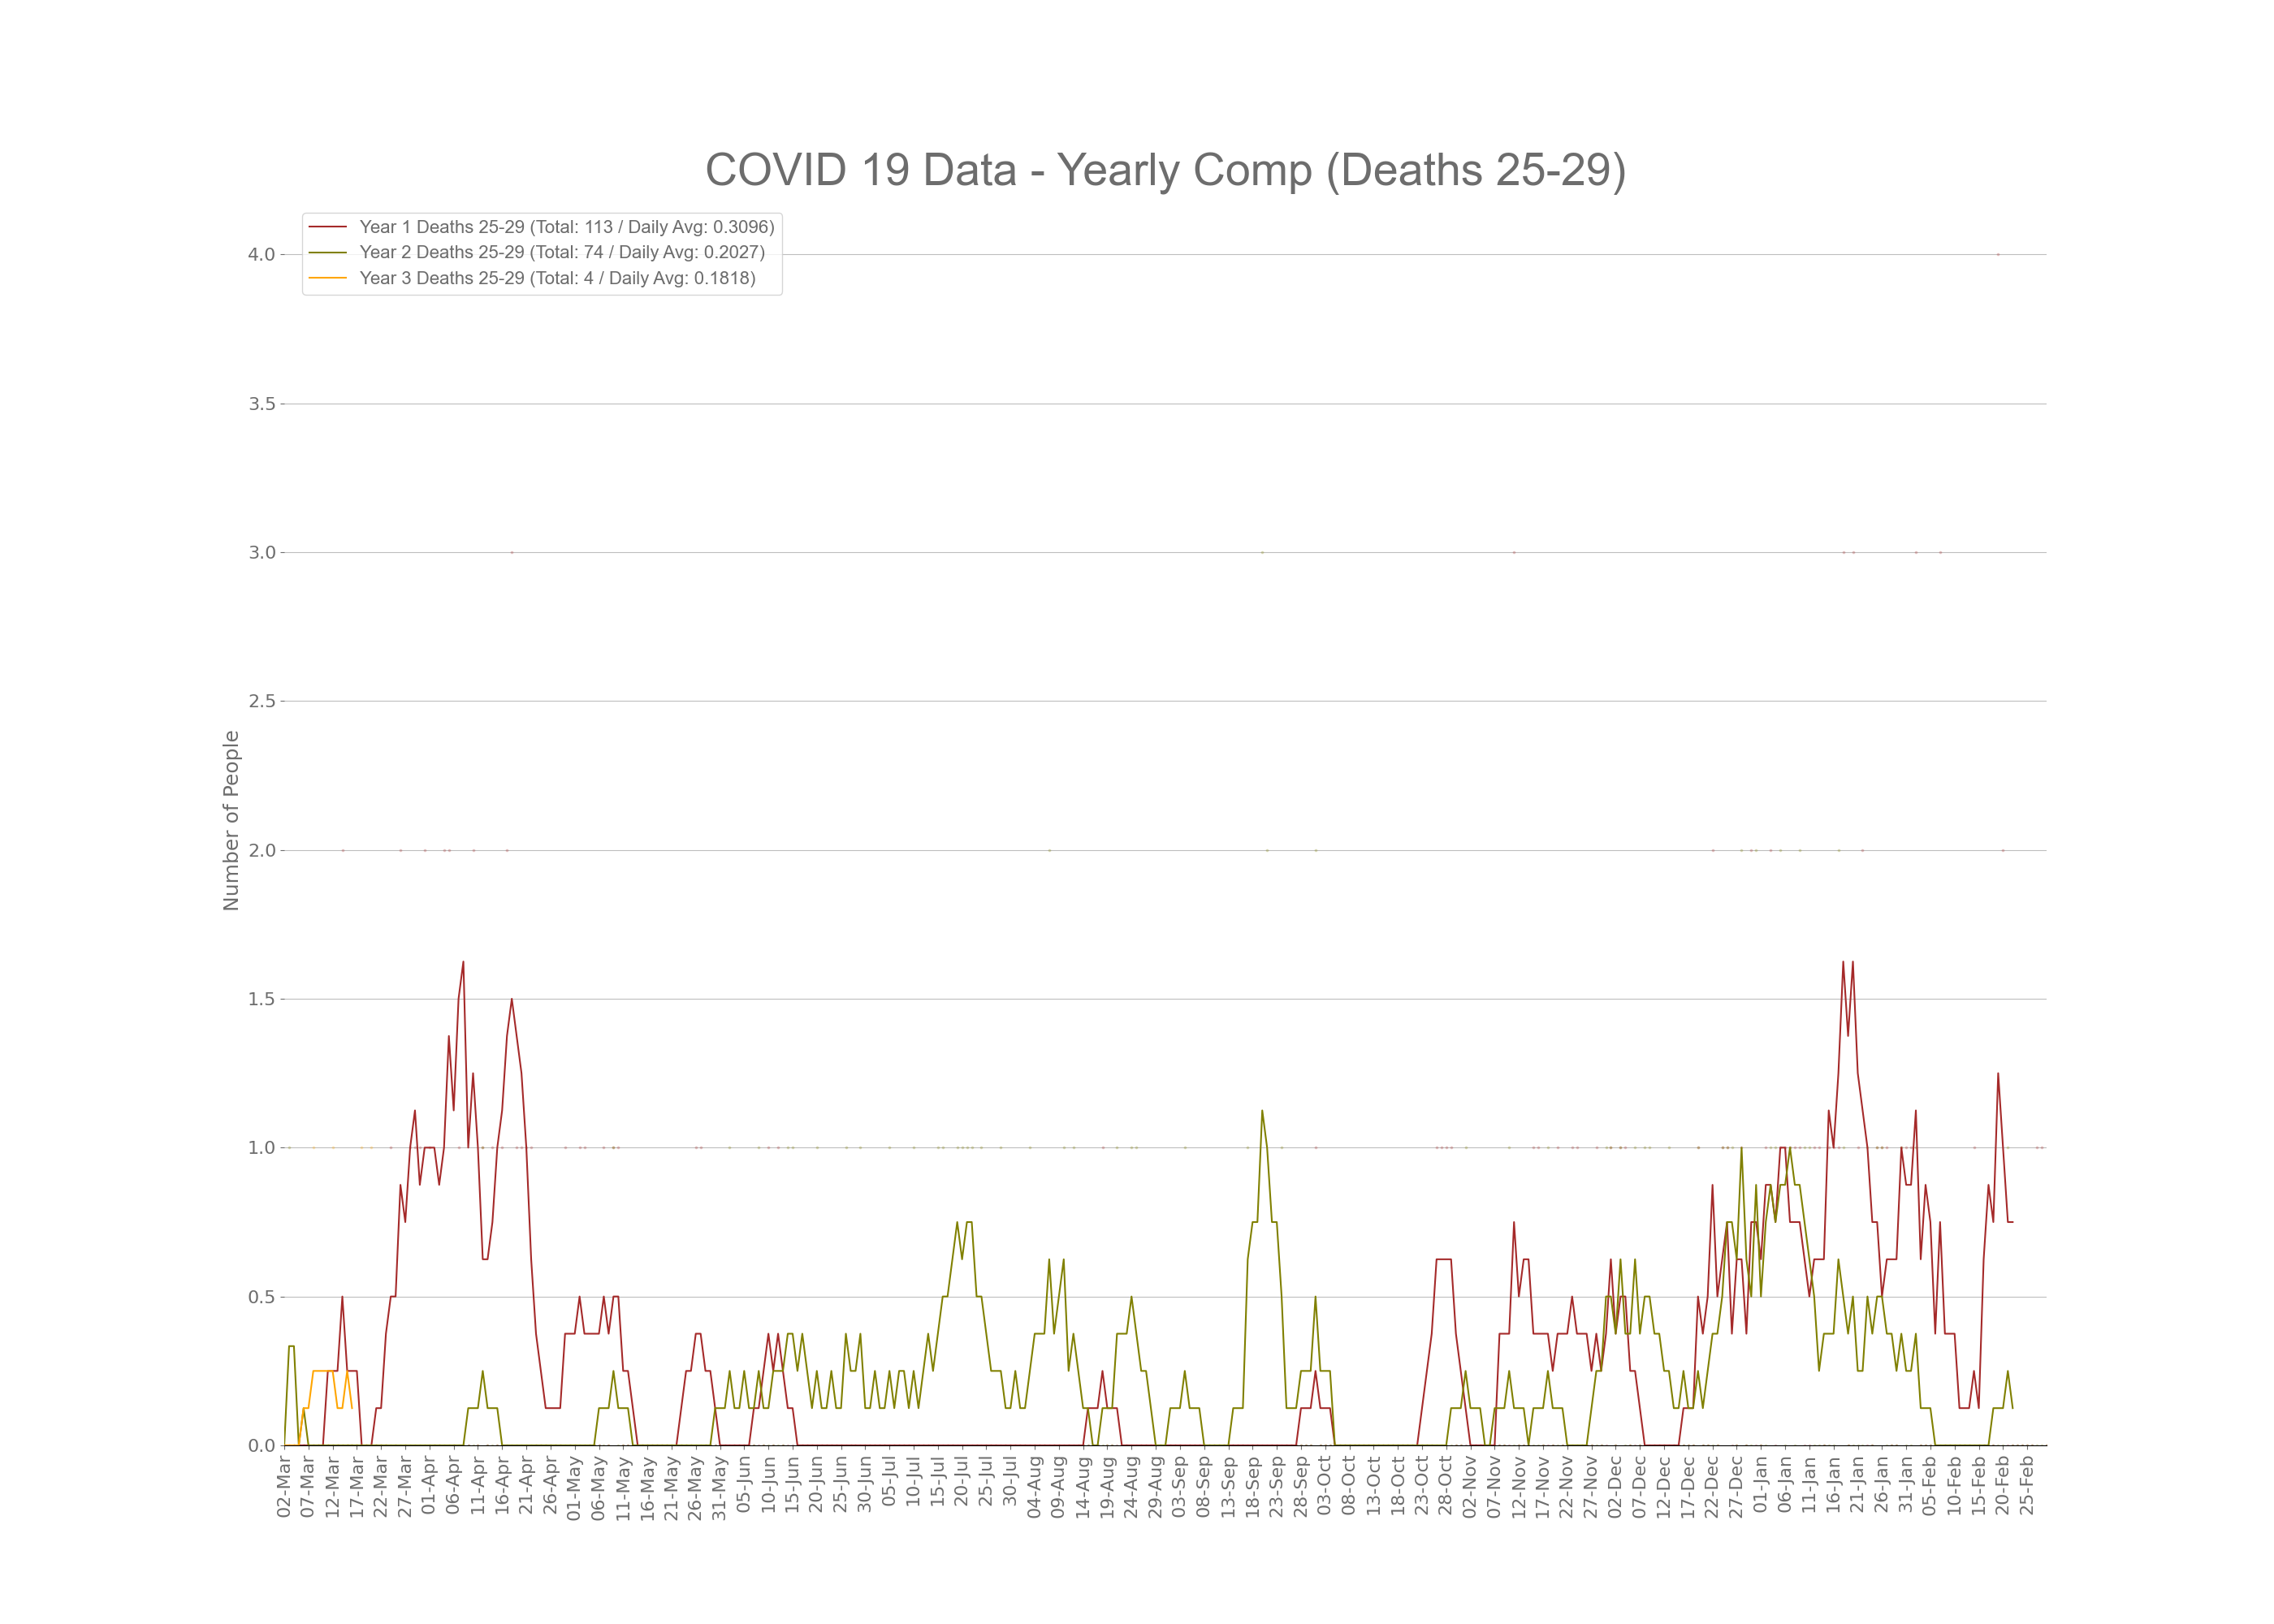 COVID 19 Data - Yearly Comp (Deaths 25-29)
Year 1 Deaths 25-29 (Total: 113 / Daily Avg: 0.3096)
Year 2 Deaths 25-29 (Total: 74 / Daily Avg: 0.2027)
Year 3 Deaths 25-29 (Total: 4 / Daily Avg: 0.1818)
4.0
3.5
3.0
2.5
2.0
1.5
1.0
0.5
0.0
Number of People
02-Mar
07-Mar
12-Mar
17-Mar
22-Mar
27-Mar
01-Apr
06-Apr
11-Apr
16-Apr
21-Apr
26-Apr
01-May
06-May
11-May
16-May
21-May
26-May
31-May
05-Jun
10-Jun
15-Jun
20-Jun
25-Jun
30-Jun
05-Jul
10-Jul
15-Jul
20-Jul
25-Jul
30-Jul
04-Aug
09-Aug
14-Aug
19-Aug
24-Aug
29-Aug
03-Sep
08-Sep
13-Sep
18-Sep
23-Sep
28-Sep
03-Oct
08-Oct
13-Oct
18-Oct
23-Oct
28-Oct
02-Nov
07-Nov
12-Nov
17-Nov
22-Nov
27-Nov
02-Dec
07-Dec
12-Dec
17-Dec
22-Dec
27-Dec
01-Jan
06-Jan
11-Jan
16-Jan
21-Jan
26-Jan
31-Jan
05-Feb
10-Feb
15-Feb
20-Feb
25-Feb